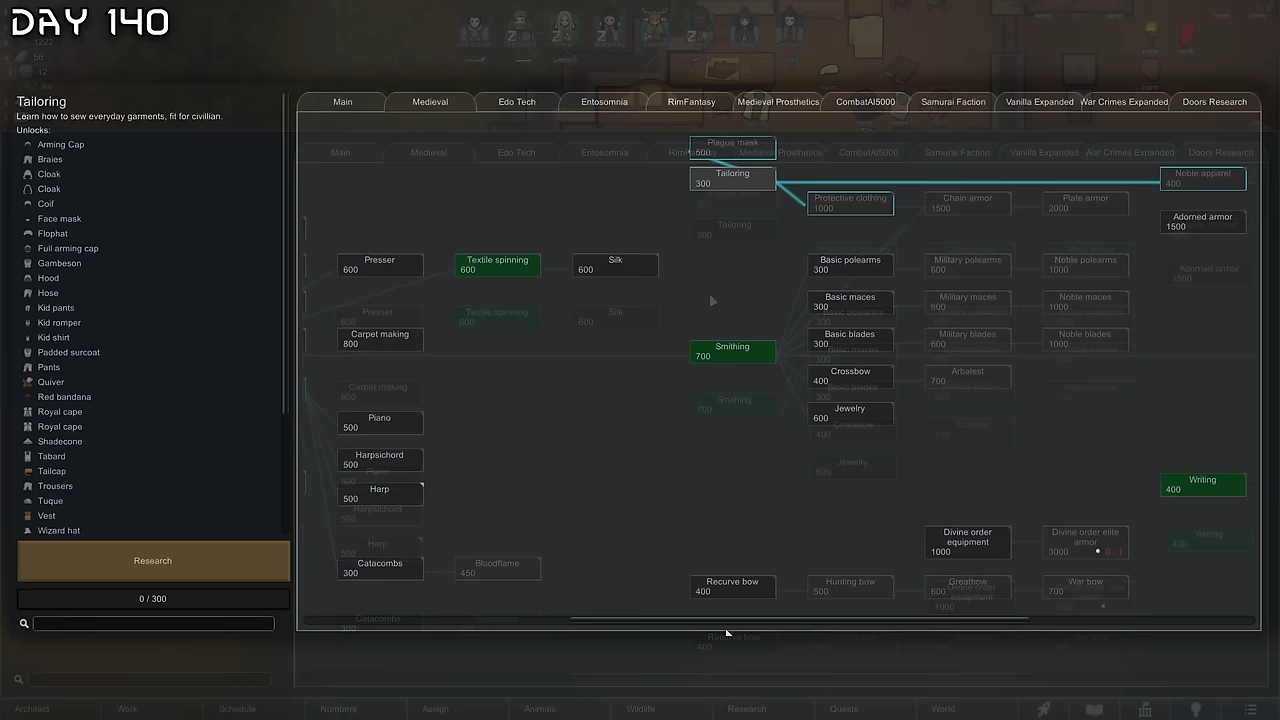 DAY 140
1222
56
12
Main
Medieval
Edo Tech
Entosomnia
RimFantasy
Medieval Prosthetics
CombatAI5000
Samurai Faction
Vanilla Expanded
War Crimes Expanded
Doors Research
Tailoring
Learn how to sew everyday garments, fit for civillian.
Unlocks:
Arming Cap
Braies
Cloak
Cloak
Coif
Face mask
Flophat
Full arming cap
Gambeson
Hood
Hose
Kid pants
Kid romper
Kid shirt
Padded surcoat
Pants
Quiver
Red bandana
Royal cape
Royal cape
Shadecone
Tabard
Tailcap
Trousers
Tuque
Vest
Wizard hat
Research
0 / 300
Plague mask
500
Tailoring
300
Noble apparel
400
Protective clothing
1000
Chain armor
1500
Plate armor
2000
Adorned armor
1500
Presser
600
Textile spinning
600
Silk
600
Basic polearms
300
Military polearms
600
Noble polearms
1000
Basic maces
300
Military maces
600
Noble maces
1000
Carpet making
800
Smithing
700
Basic blades
300
Military blades
600
Noble blades
1000
Crossbow
400
Arbalest
700
Jewelry
600
Piano
500
Harpsichord
500
Harp
500
Writing
400
Catacombs
300
Bloodflame
450
Divine order equipment
1000
Divine order elite armor
3000
0 / 1
Recurve bow
400
Hunting bow
500
Greatbow
600
War bow
700
Architect
Work
Schedule
Numbers
Assign
Animals
Wildlife
Research
Quests
World